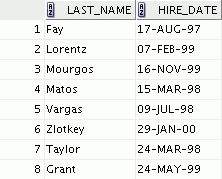 LAST_NAME HIRE_DATE
1 Fay 17-AUG-97
2 Lorentz 07-FEB-99
3 Mourgos 16-NOV-99
4 Matos 15-MAR-98
5 Vargas 09-JUL-98
6 Zlotkey 29-JAN-00
7 Taylor 24-MAR-98
8 Grant 24-MAY-99